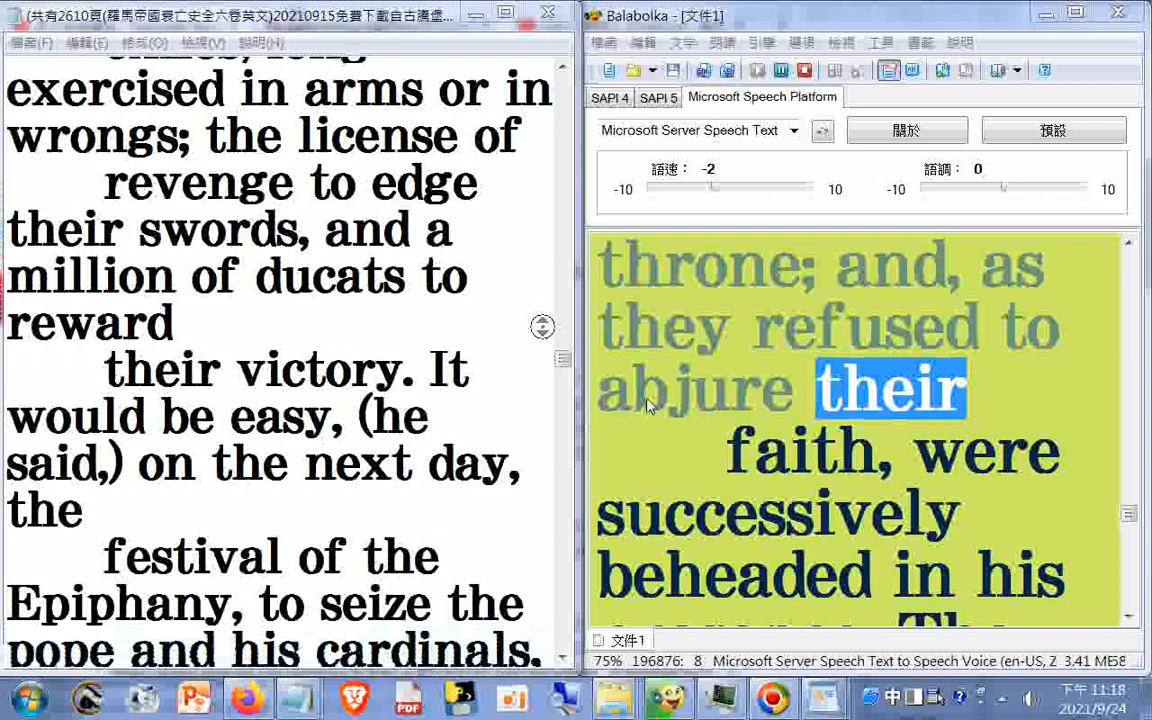 (共有2610頁(羅馬帝國衰亡史全六卷英文)20210915免費下載自古騰堡...
檔案(F) 編輯(E) 格式(O) 檢視(V) 說明(H)
exercised in arms or in
wrongs; the license of
revenge to edge
their swords, and a
million of ducats to
reward
their victory. It
would be easy, (he
said,) on the next day,
the
festival of the
Epiphany, to seize the
pope and his cardinals,
Balabolka - [文件1]
檔案 編輯 文字 朗讀 引擎 選項 檢視 工具 書籤 說明
SAPI 4 SAPI 5 Microsoft Speech Platform
Microsoft Server Speech Text 關於 預設
語速： -2 語調： 0
-10 10 -10 10
throne; and, as
they refused to
abjure their
faith, were
successively
beheaded in his
文件1
75% 196876: 8 Microsoft Server Speech Text to Speech Voice (en-US, Z 3.41 ME58
PDF 中 下午 11:18
2021/9/24